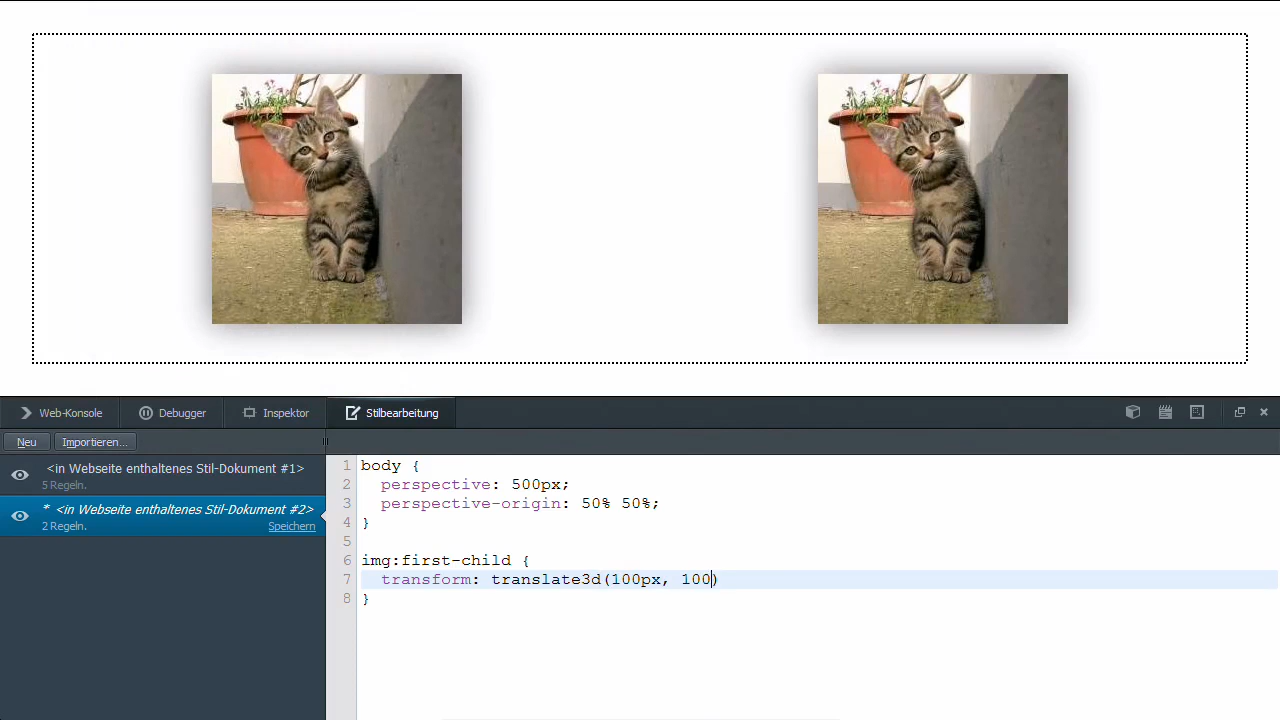 Web-Konsole Debugger Inspektor Stilbearbeitung
Neu Importieren...
<in Webseite enthaltenes Stil-Dokument #1>
5 Regeln.
* <in Webseite enthaltenes Stil-Dokument #2>
2 Regeln. Speichern
1 body {
2 perspective: 500px;
3 perspective-origin: 50% 50%;
4 }
5
6 img:first-child {
7 transform: translate3d(100px, 100)
8 }